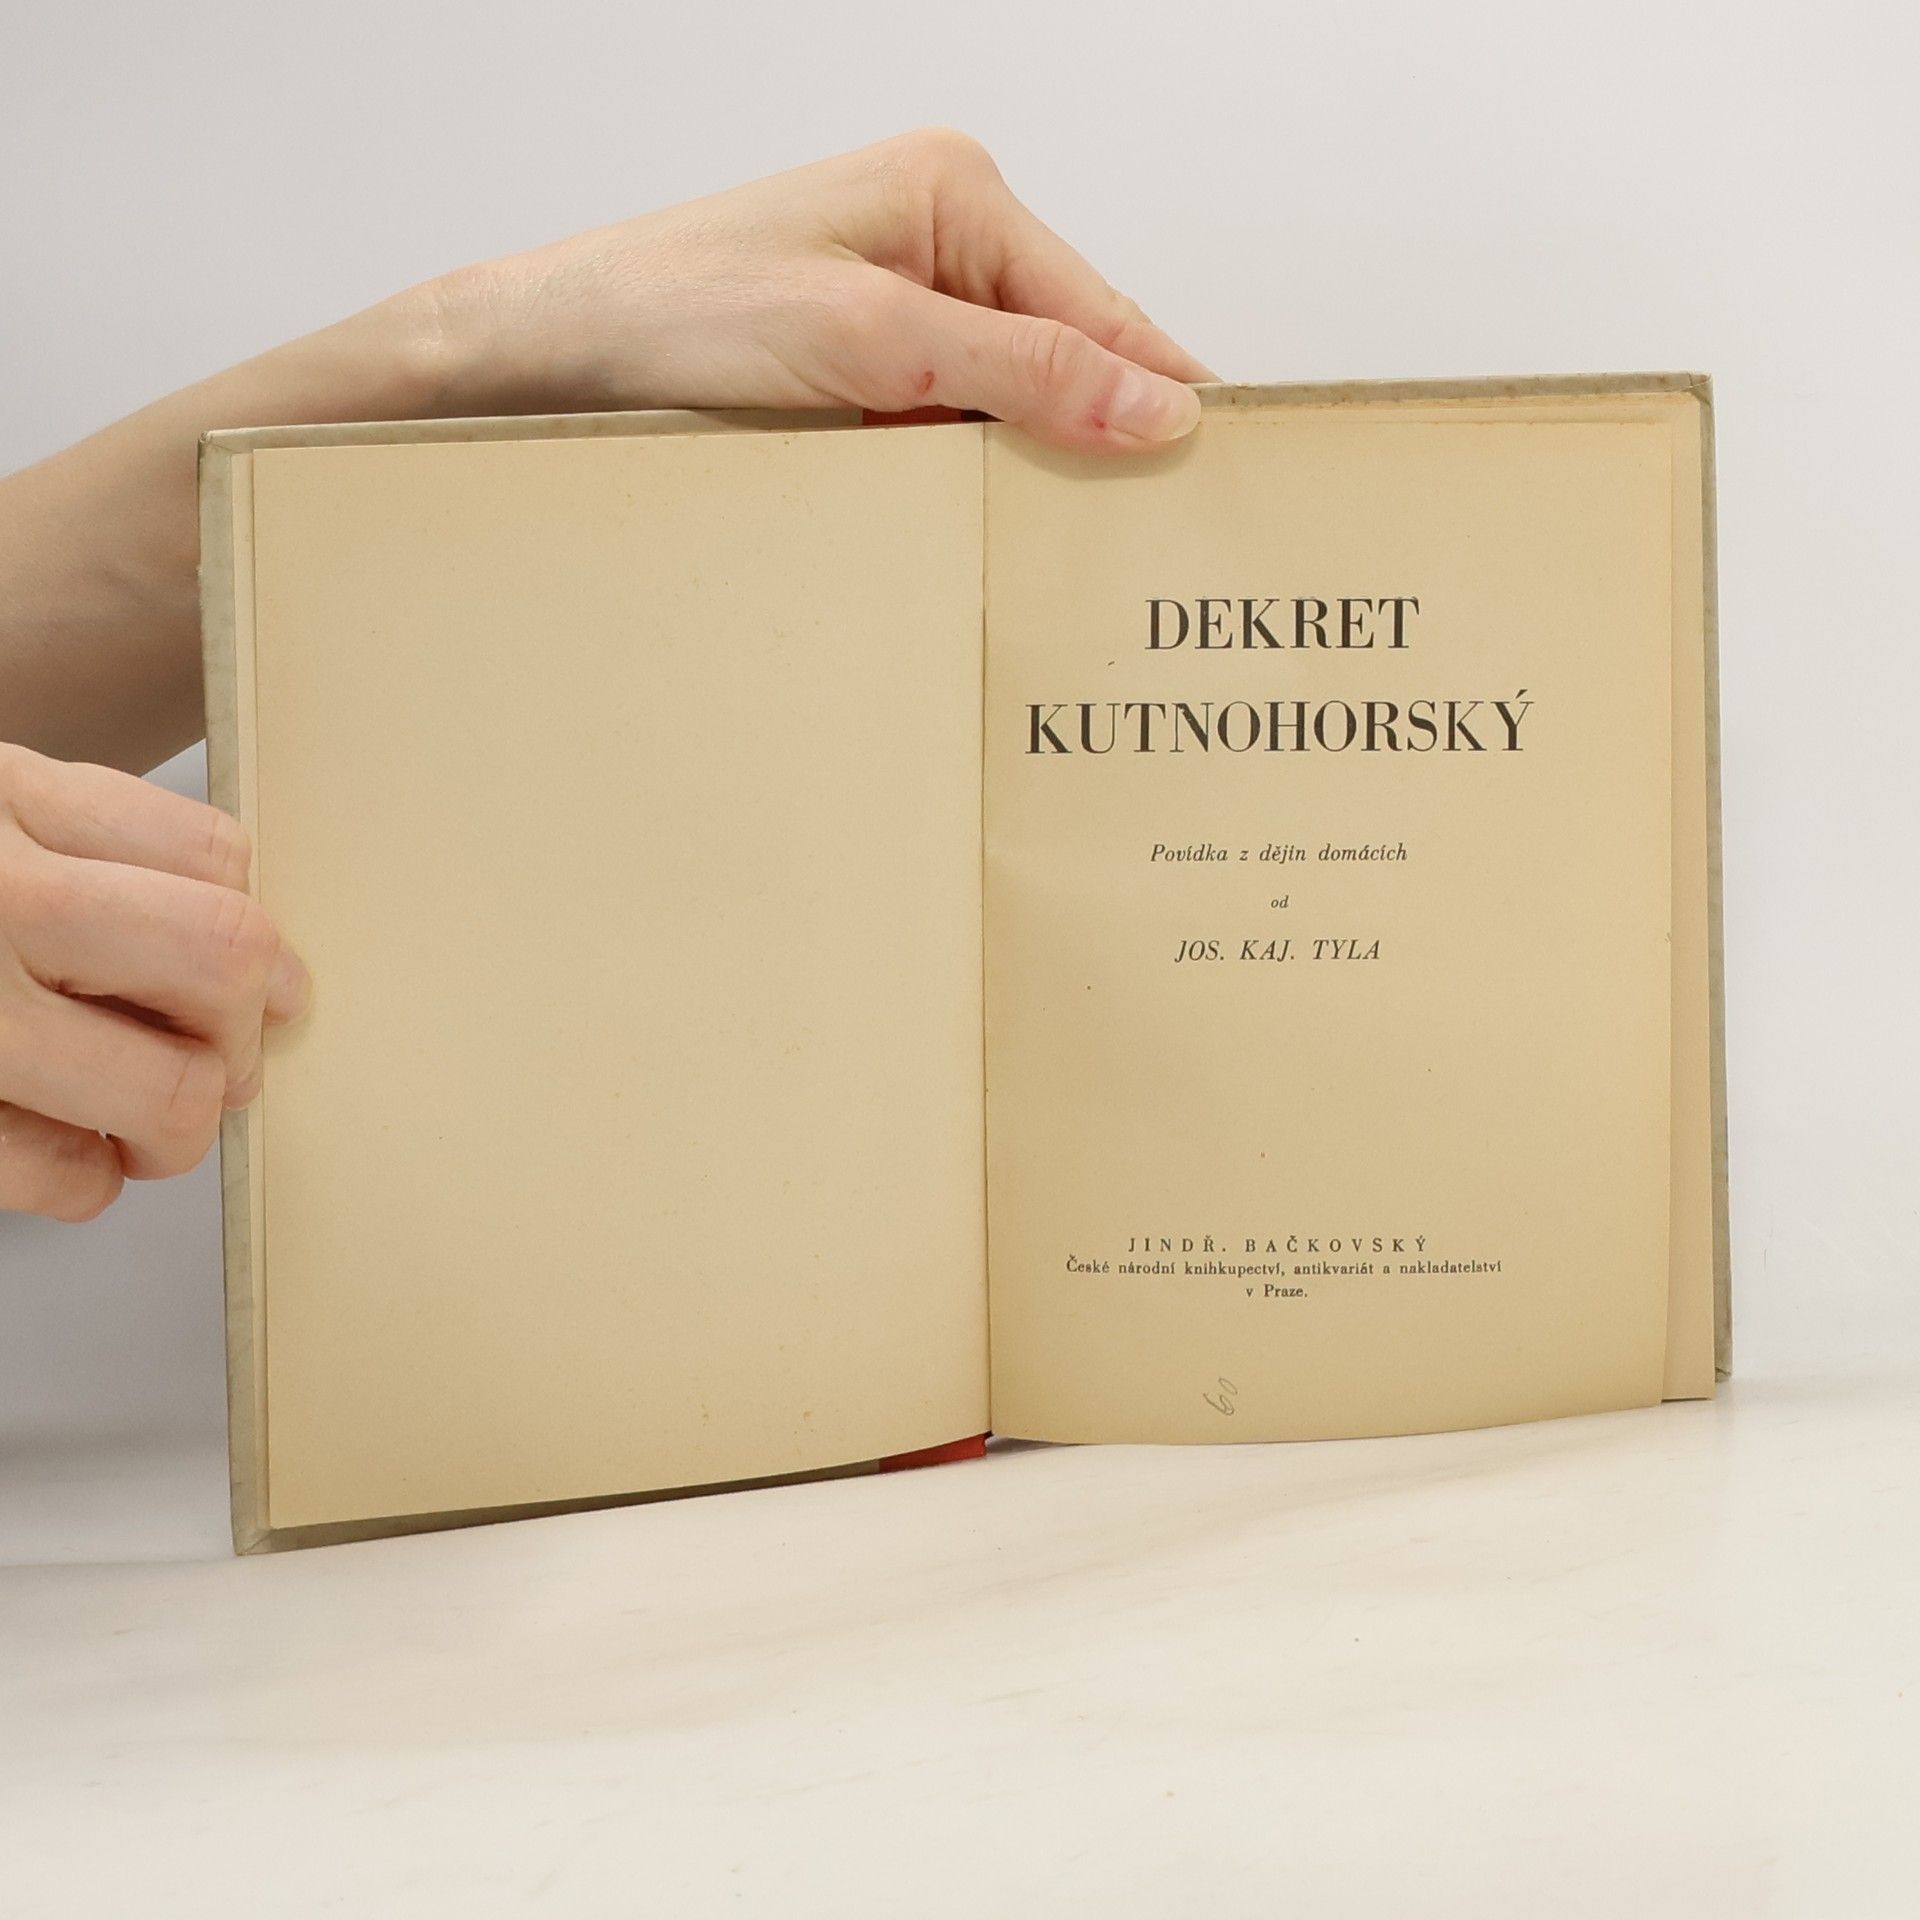 DEKRET
KUTNOHORSKÝ
Povídka z dějin domácích
od
JOS. KAJ. TYLA
JINDŘ. BAČKOVSKÝ
České národní knihkupectví, antikvariát a nakladatelství
v Praze.
60